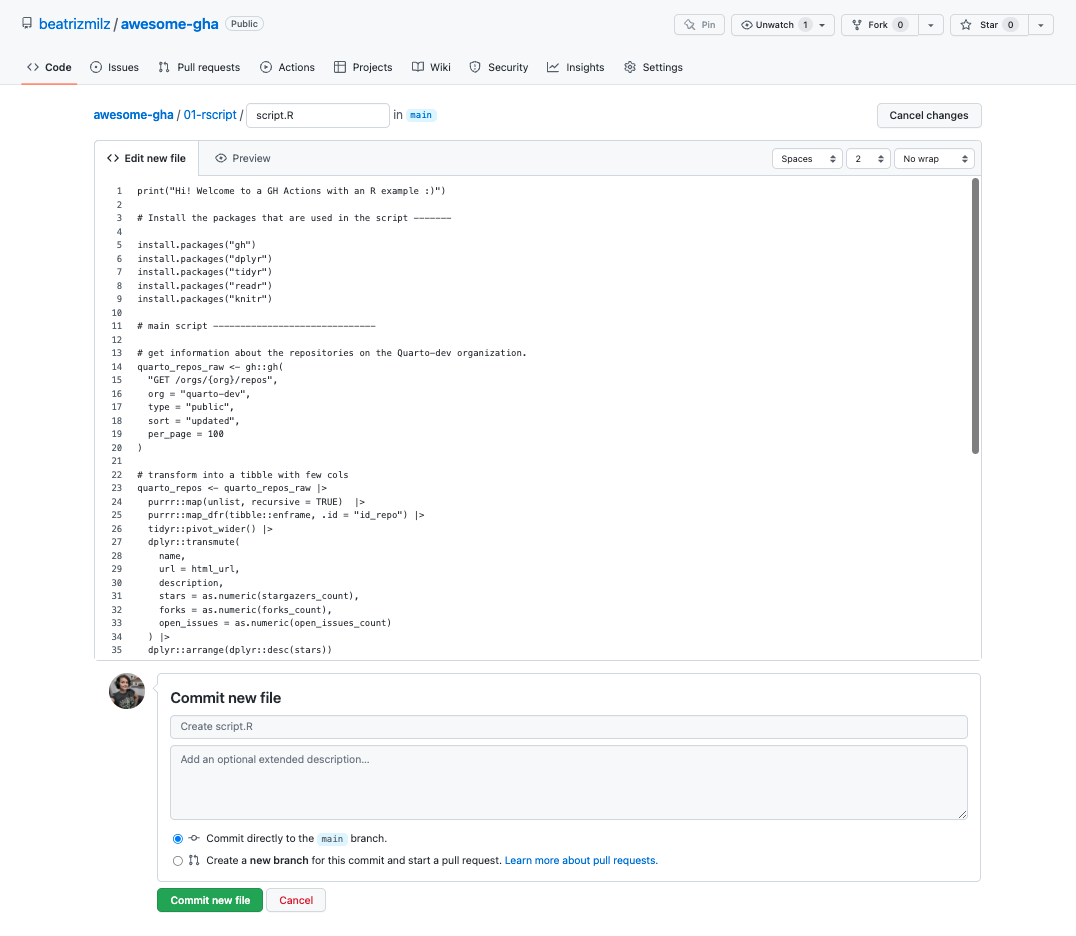 beatrizmilz / awesome-gha Public
Pin Unwatch 1 Fork 0 Star 0
Code Issues Pull requests Actions Projects Wiki Security Insights Settings
awesome-gha / 01-rscript / script.R in main Cancel changes
Edit new file Preview Spaces 2 No wrap
1 print("Hi! Welcome to a GH Actions with an R example :)")
2
3 # Install the packages that are used in the script -------
4
5 install.packages("gh")
6 install.packages("dplyr")
7 install.packages("tidyr")
8 install.packages("readr")
9 install.packages("knitr")
10
11 # main script ------------------------------
12
13 # get information about the repositories on the Quarto-dev organization.
14 quarto_repos_raw <- gh::gh(
15   "GET /orgs/{org}/repos",
16   org = "quarto-dev",
17   type = "public",
18   sort = "updated",
19   per_page = 100
20 )
21
22 # transform into a tibble with few cols
23 quarto_repos <- quarto_repos_raw |>
24   purrr::map(unlist, recursive = TRUE)  |>
25   purrr::map_dfr(tibble::enframe, .id = "id_repo") |>
26   tidyr::pivot_wider() |>
27   dplyr::transmute(
28     name,
29     url = html_url,
30     description,
31     stars = as.numeric(stargazers_count),
32     forks = as.numeric(forks_count),
33     open_issues = as.numeric(open_issues_count)
34   ) |>
35   dplyr::arrange(dplyr::desc(stars))
Commit new file
Create script.R
Add an optional extended description...
Commit directly to the main branch.
Create a new branch for this commit and start a pull request. Learn more about pull requests.
Commit new file Cancel